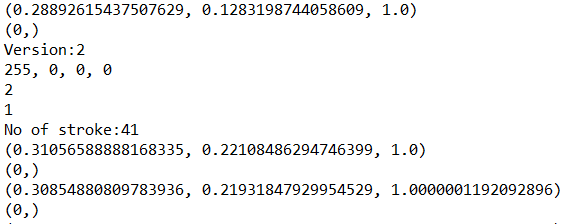 (0.28892615437507629, 0.1283198744058609, 1.0)
(0,)
Version:2
255, 0, 0, 0
2
1
No of stroke:41
(0.31056588888168335, 0.22108486294746399, 1.0)
(0,)
(0.30854880809783936, 0.21931847929954529, 1.0000001192092896)
(0,)